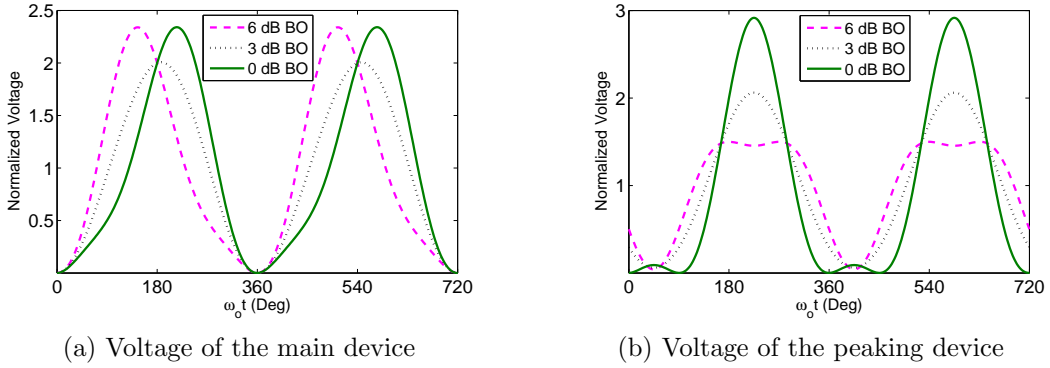 2.5
2
1.5
1
0.5
Normalized Voltage
6 dB BO
3 dB BO
0 dB BO
0 180 360 540 720
ωₒt (Deg)
(a) Voltage of the main device
3
2
1
Normalized Voltage
6 dB BO
3 dB BO
0 dB BO
0 180 360 540 720
ωₒt (Deg)
(b) Voltage of the peaking device